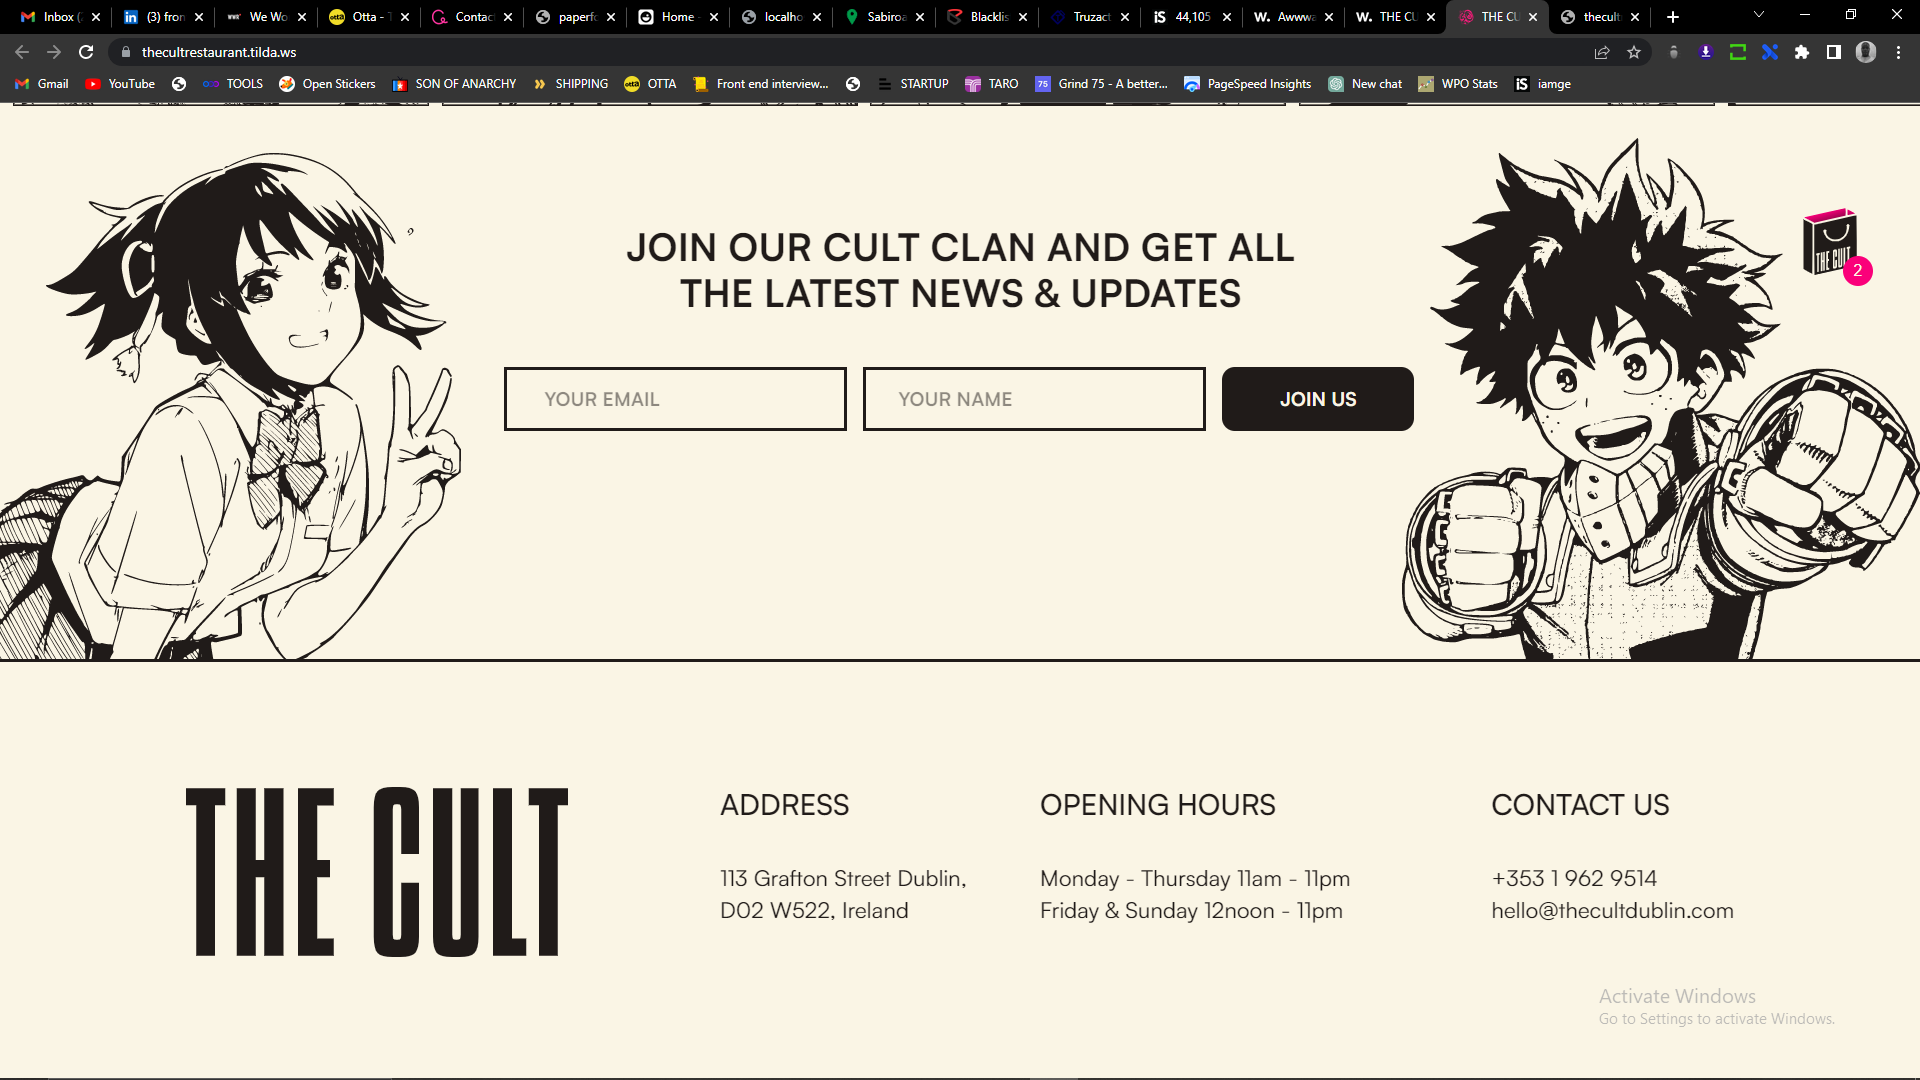 Inbox (
(3) fron
We Wo
Otta - T
Contac
paperfo
Home -
localho
Sabiroa
Blacklis
Truzact
44,105
Awwwa
THE CU
THE CU
thecult
thecultrestaurant.tilda.ws
Gmail
YouTube
TOOLS
Open Stickers
SON OF ANARCHY
SHIPPING
OTTA
Front end interview...
STARTUP
TARO
Grind 75 - A better...
PageSpeed Insights
New chat
WPO Stats
iamge
JOIN OUR CULT CLAN AND GET ALL
THE LATEST NEWS & UPDATES
THE CULT
2
YOUR EMAIL
YOUR NAME
JOIN US
THE CULT
ADDRESS
113 Grafton Street Dublin,
D02 W522, Ireland
OPENING HOURS
Monday - Thursday 11am - 11pm
Friday & Sunday 12noon - 11pm
CONTACT US
+353 1 962 9514
hello@thecultdublin.com
Activate Windows
Go to Settings to activate Windows.